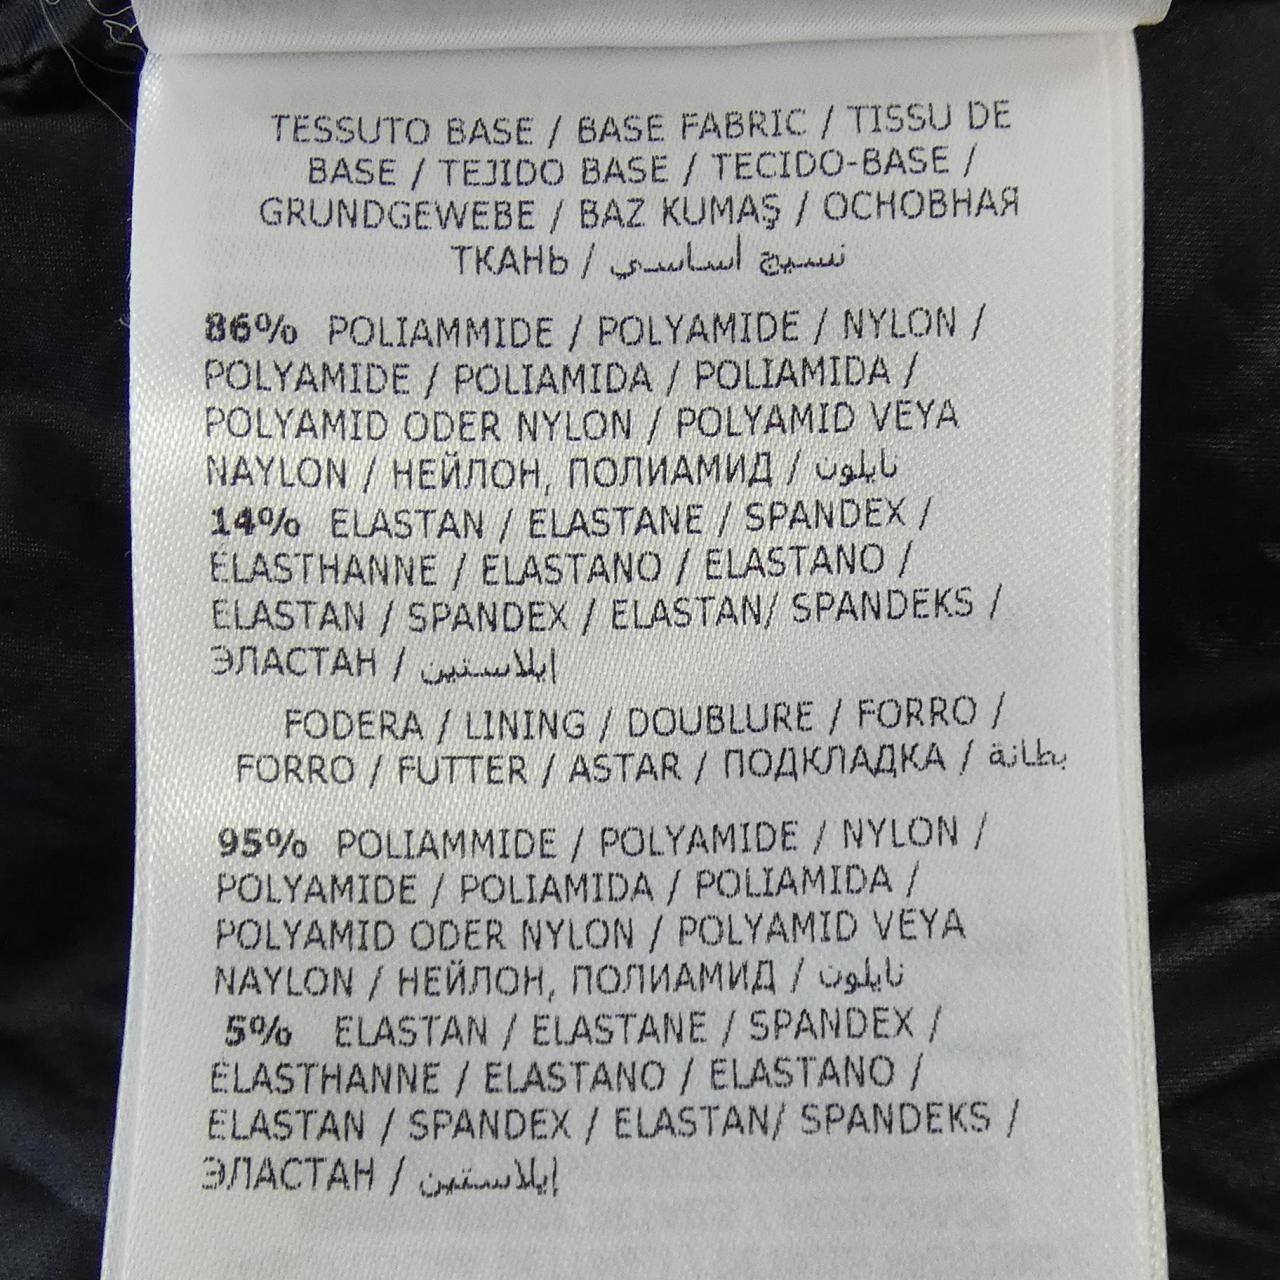 TESSUTO BASE / BASE FABRIC / TISSU DE
BASE / TEJIDO BASE / TECIDO-BASE /
GRUNDGEWEBE / BAZ KUMAŞ / ОСНОВНАЯ
ТКАНЬ / نسيج أساسي
86% POLIAMMIDE / POLYAMIDE / NYLON /
POLYAMIDE / POLIAMIDA / POLIAMIDA /
POLYAMID ODER NYLON / POLYAMID VEYA
NAYLON / НЕЙЛОН, ПОЛИАМИД / نايلون
14% ELASTAN / ELASTANE / SPANDEX /
ELASTHANNE / ELASTANO / ELASTANO /
ELASTAN / SPANDEX / ELASTAN/ SPANDEKS /
ЭЛАСТАН / إيلاستين
FODERA / LINING / DOUBLURE / FORRO /
FORRO / FUTTER / ASTAR / ПОДКЛАДКА / بطانة
95% POLIAMMIDE / POLYAMIDE / NYLON /
POLYAMIDE / POLIAMIDA / POLIAMIDA /
POLYAMID ODER NYLON / POLYAMID VEYA
NAYLON / НЕЙЛОН, ПОЛИАМИД / نايلون
5% ELASTAN / ELASTANE / SPANDEX /
ELASTHANNE / ELASTANO / ELASTANO /
ELASTAN / SPANDEX / ELASTAN/ SPANDEKS /
ЭЛАСТАН / إيلاستين